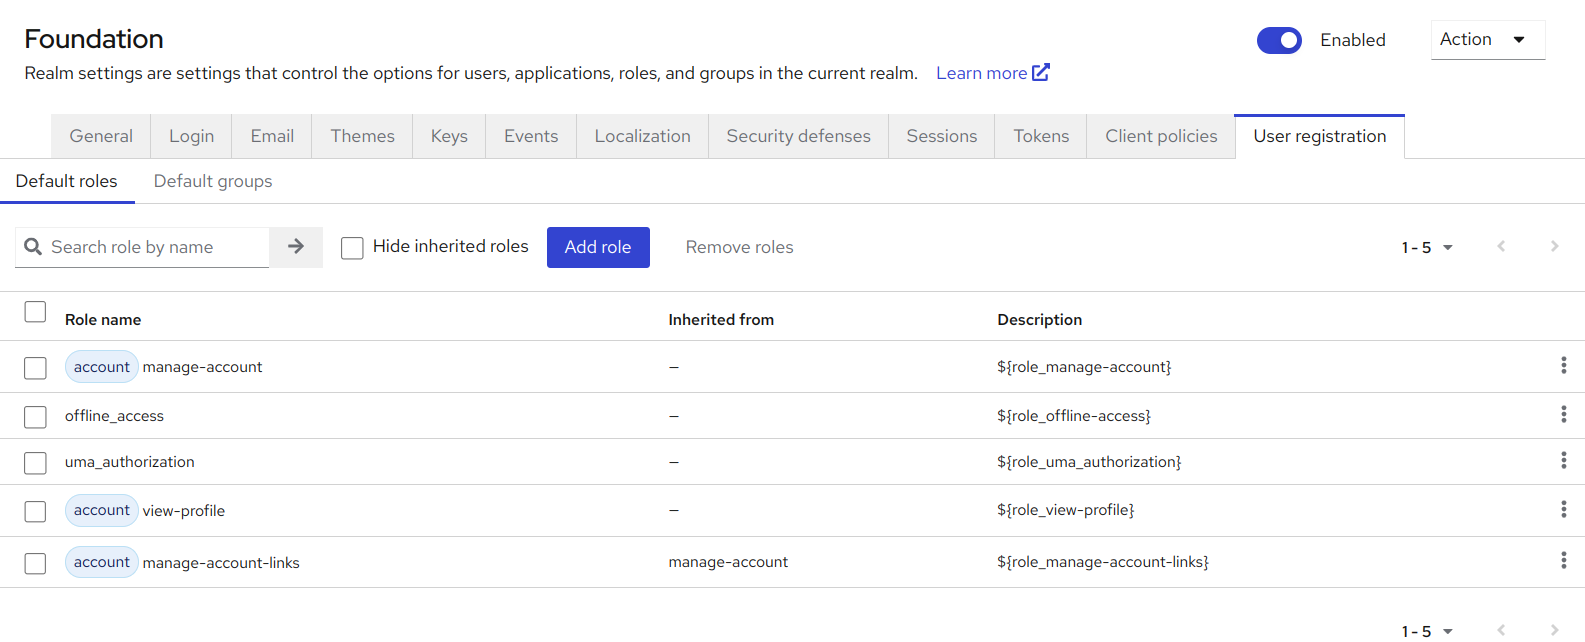 Foundation
Enabled
Action
Realm settings are settings that control the options for users, applications, roles, and groups in the current realm. Learn more
General Login Email Themes Keys Events Localization Security defenses Sessions Tokens Client policies User registration
Default roles Default groups
Search role by name Hide inherited roles Add role Remove roles 1 - 5
Role name Inherited from Description
account manage-account – ${role_manage-account}
offline_access – ${role_offline-access}
uma_authorization – ${role_uma_authorization}
account view-profile – ${role_view-profile}
account manage-account-links manage-account ${role_manage-account-links}
1 - 5